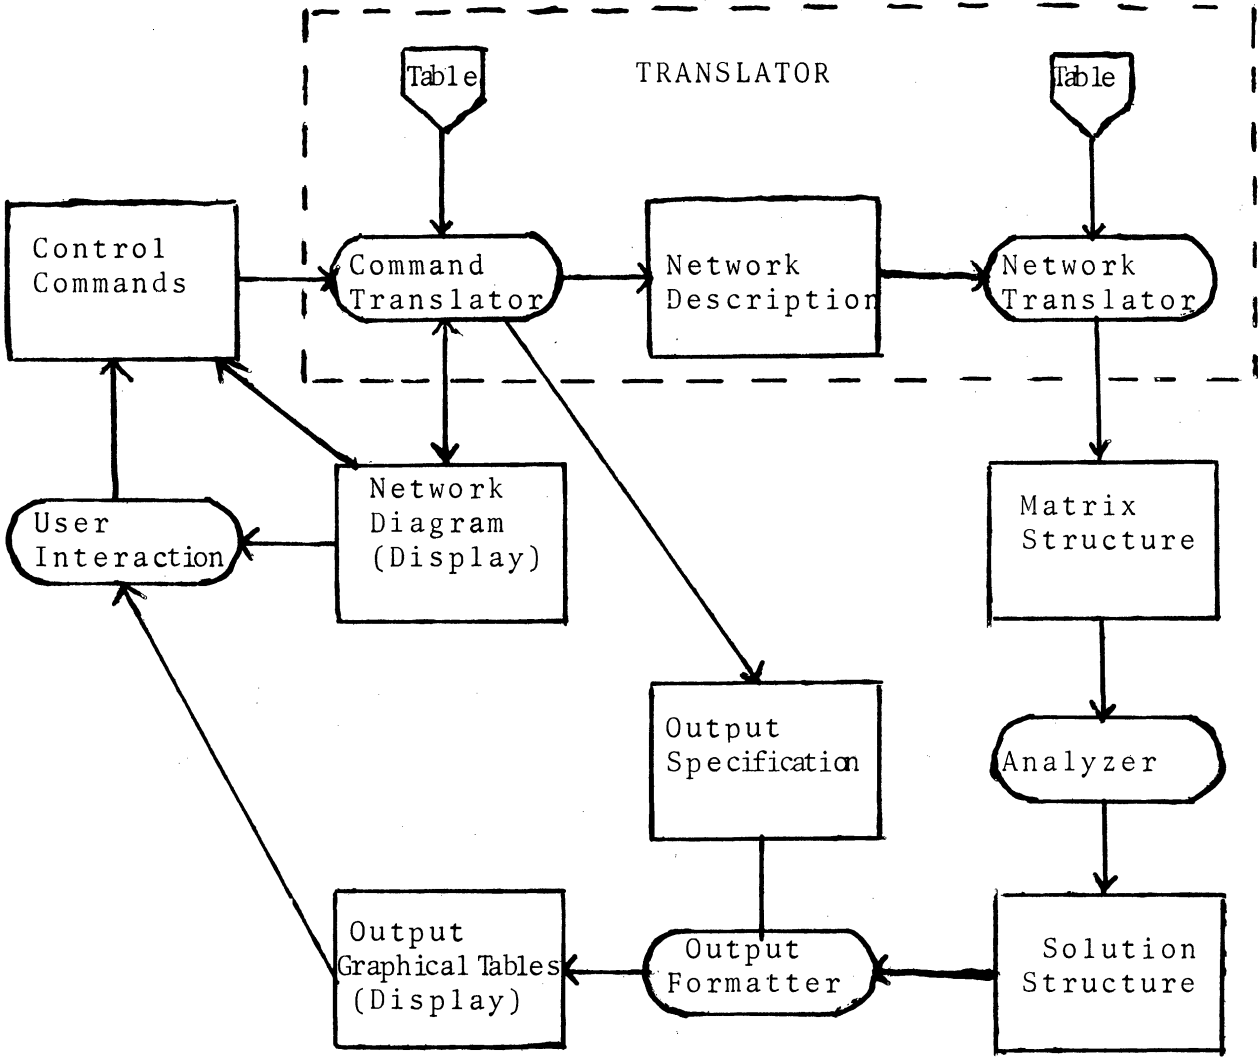 Table
TRANSLATOR
Table
Control
Commands
Command
Translator
Network
Description
Network
Translator
Network
Diagram
(Display)
User
Interaction
Matrix
Structure
Output
Specification
Analyzer
Output
Graphical Tables
(Display)
Output
Formatter
Solution
Structure